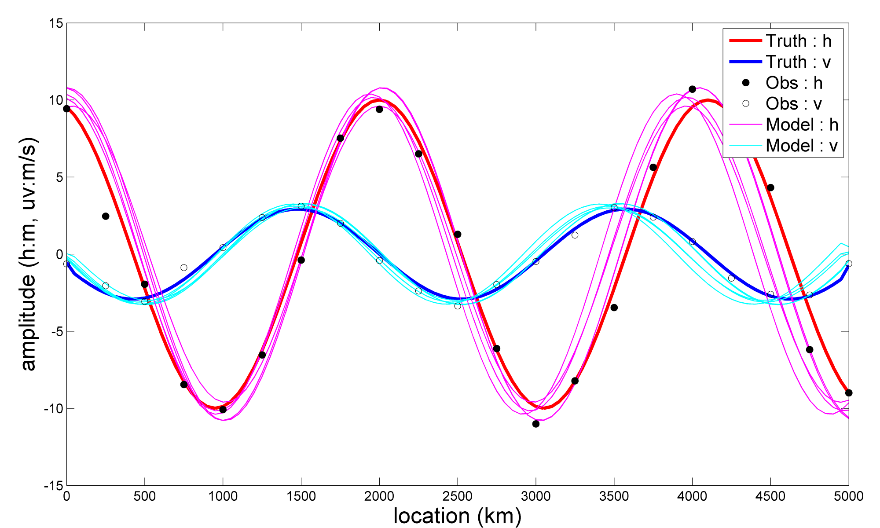 15
10
5
0
-5
-10
-15
amplitude (h:m, uv:m/s)
Truth : h
Truth : v
Obs : h
Obs : v
Model : h
Model : v
0 500 1000 1500 2000 2500 3000 3500 4000 4500 5000
location (km)